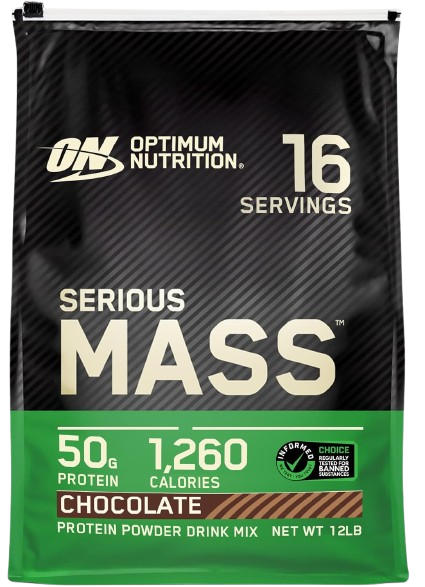 ON OPTIMUM
NUTRITION®
16
SERVINGS
SERIOUS
MASS™
50G
PROTEIN
1,260
CALORIES
INFORMED
CHOICE
REGULARLY
TESTED FOR
BANNED
SUBSTANCES
CHOCOLATE
PROTEIN POWDER DRINK MIX NET WT 12LB